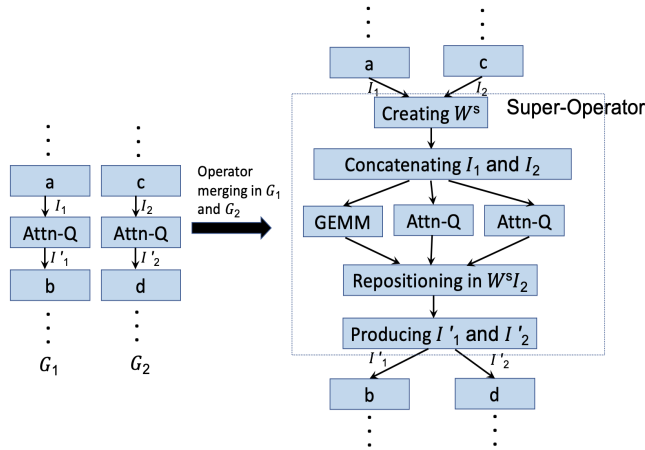 a
c
I₁
I₂
Creating Wˢ
Super-Operator
Concatenating I₁ and I₂
GEMM
Attn-Q
Attn-Q
Repositioning in WˢI₂
Producing I'₁ and I'₂
I'₁
I'₂
b
d
a
c
I₁
I₂
Attn-Q
Attn-Q
I'₁
I'₂
b
d
G₁
G₂
Operator
merging in G₁
and G₂